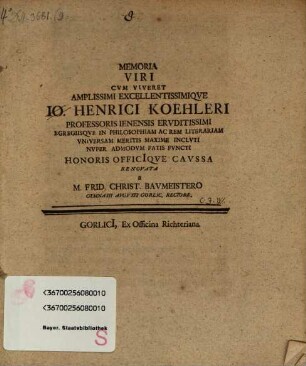 MEMORIA
VIRI
CVM VIVERET
AMPLISSIMI EXCELLENTISSIMIQVE
IO. HENRICI KOEHLERI
PROFESSORIS IENENSIS ERVDITISSIMI
EGREGIISQVE IN PHILOSOPHIAM AC REM LITERARIAM
VNIVERSAM MERITIS MAXIME INCLVTI
NVPER ADMODVM FATIS FVNCTI
HONORIS OFFICIQVE CAVSSA
RENOVATA
A
M. FRID. CHRIST. BAVMEISTERO
GYMNASII AVGVSTI GORLIC. RECTORE.
GORLICI, Ex Officina Richteriana.
<36700256080010
<36700256080010
Bayer. Staatsbibliothek
S